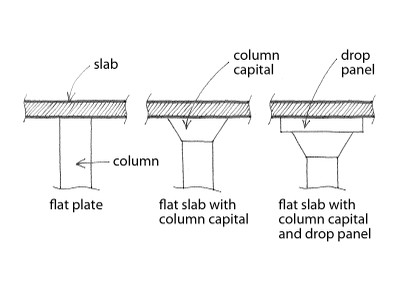 slab
column
capital
drop
panel
column
flat plate
flat slab with
column capital
flat slab with
column capital
and drop panel